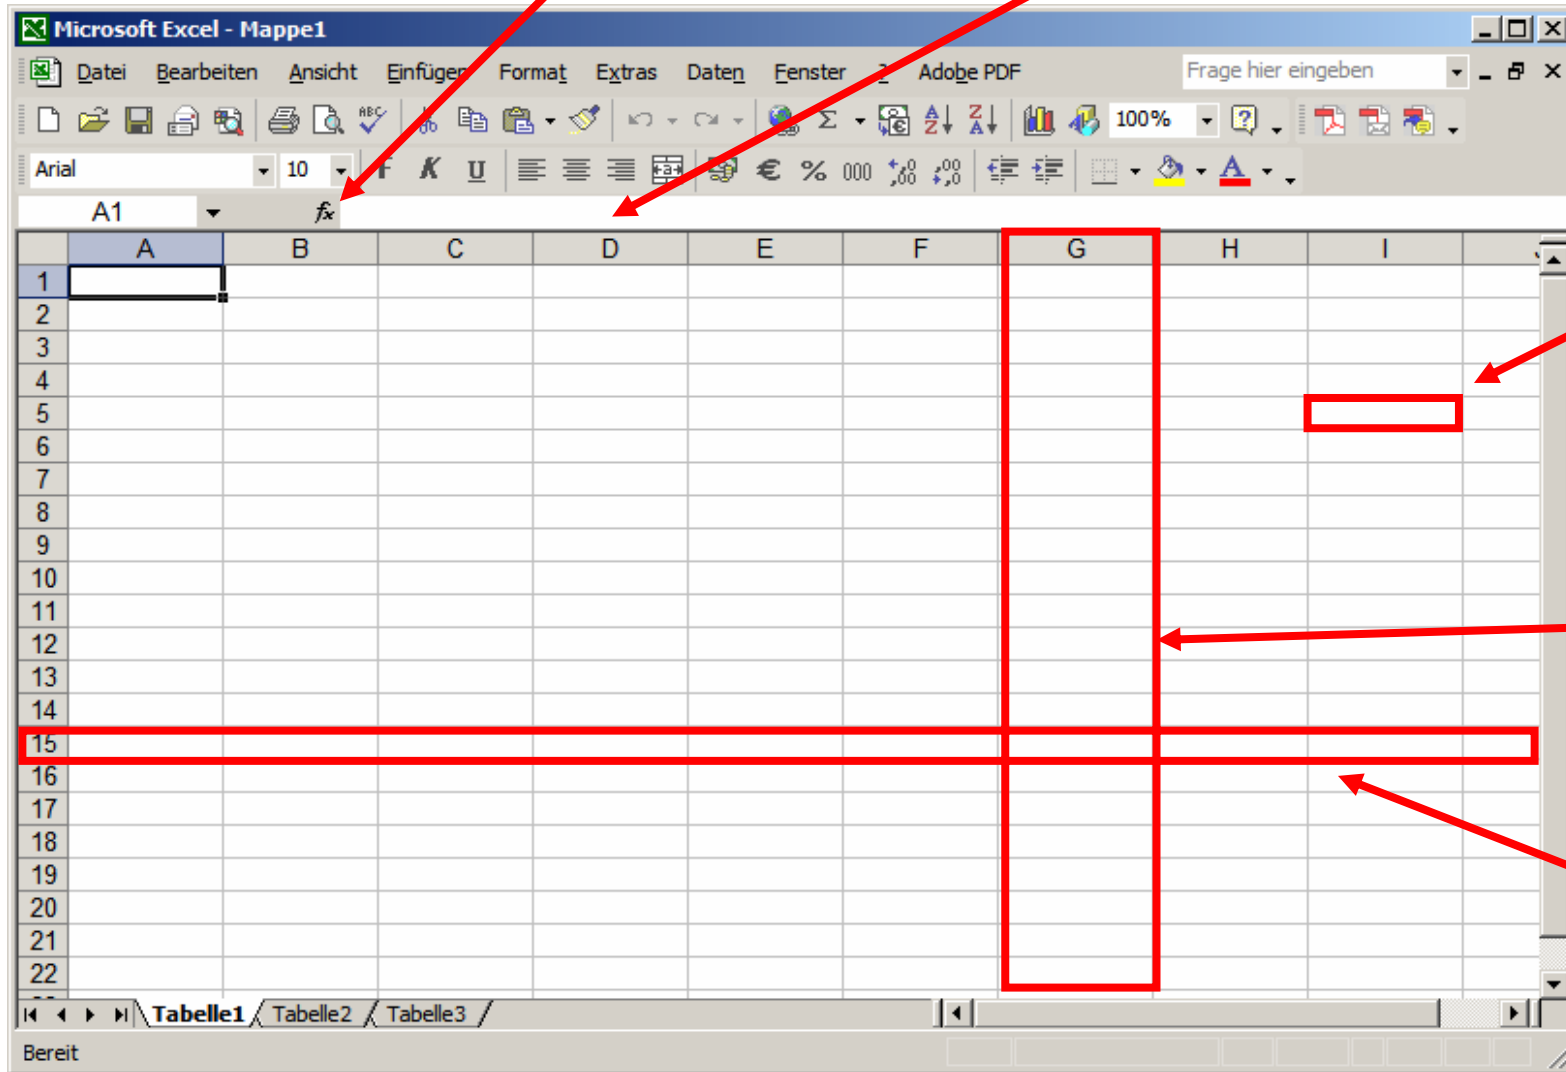 Microsoft Excel - Mappe1
Datei Bearbeiten Ansicht Einfügen Format Extras Daten Fenster ? Adobe PDF Frage hier eingeben
ABC Σ A Z Z A 100% ?
Arial 10 F K U a € % 000 A
A1 fx
A B C D E F G H I J
1
2
3
4
5
6
7
8
9
10
11
12
13
14
15
16
17
18
19
20
21
22
Tabelle1 Tabelle2 Tabelle3
Bereit